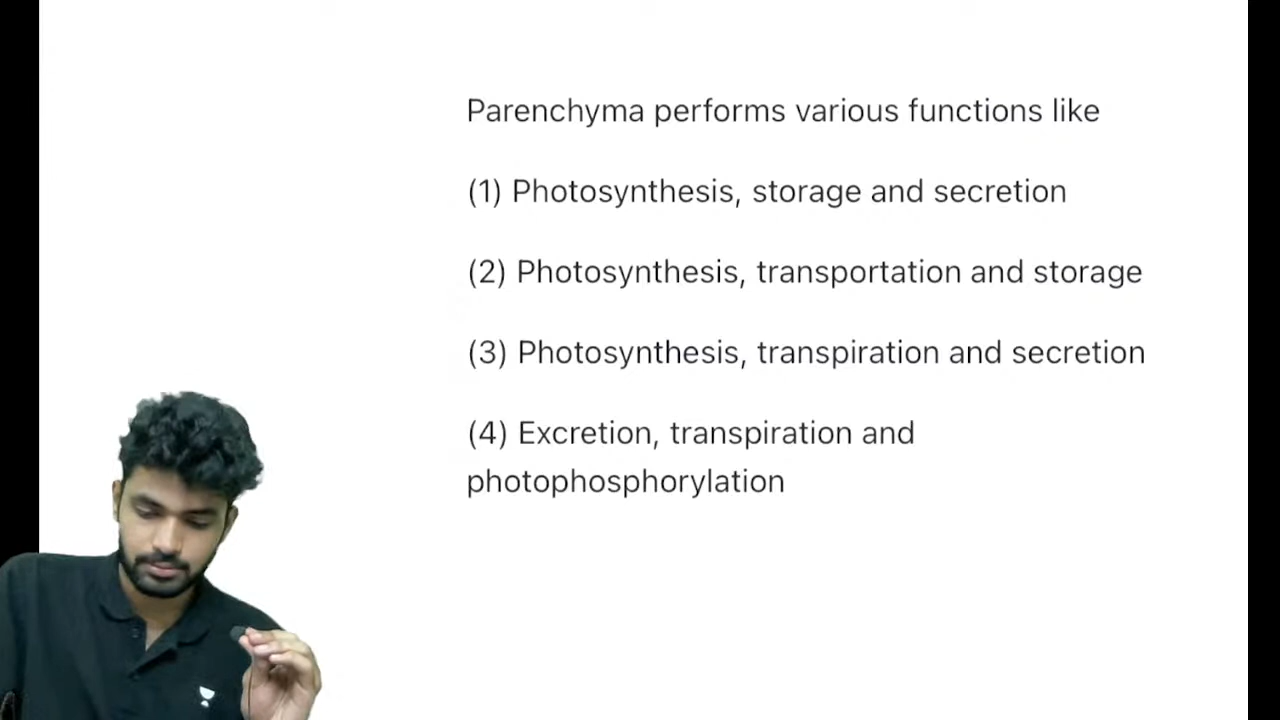 Parenchyma performs various functions like
(1) Photosynthesis, storage and secretion
(2) Photosynthesis, transportation and storage
(3) Photosynthesis, transpiration and secretion
(4) Excretion, transpiration and
photophosphorylation